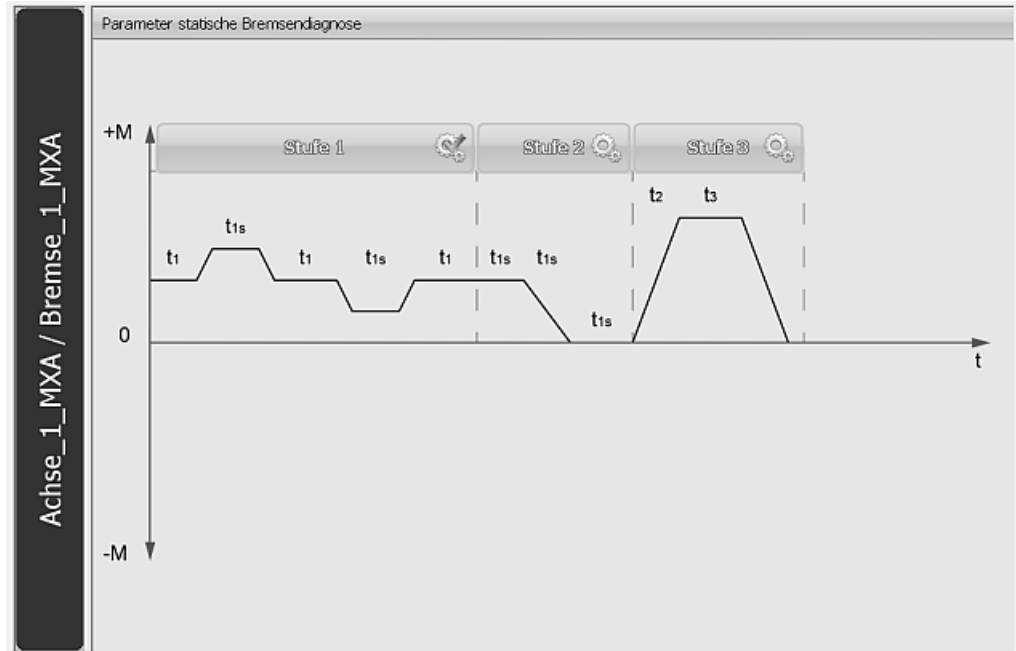 Parameter statische Bremsendiagnose
Achse_1_MXA / Bremse_1_MXA
+M
Stufe 1
Stufe 2
Stufe 3
t2 t3
t1s
t1 t1 t1s t1 t1s t1s
t1s
0
t
-M